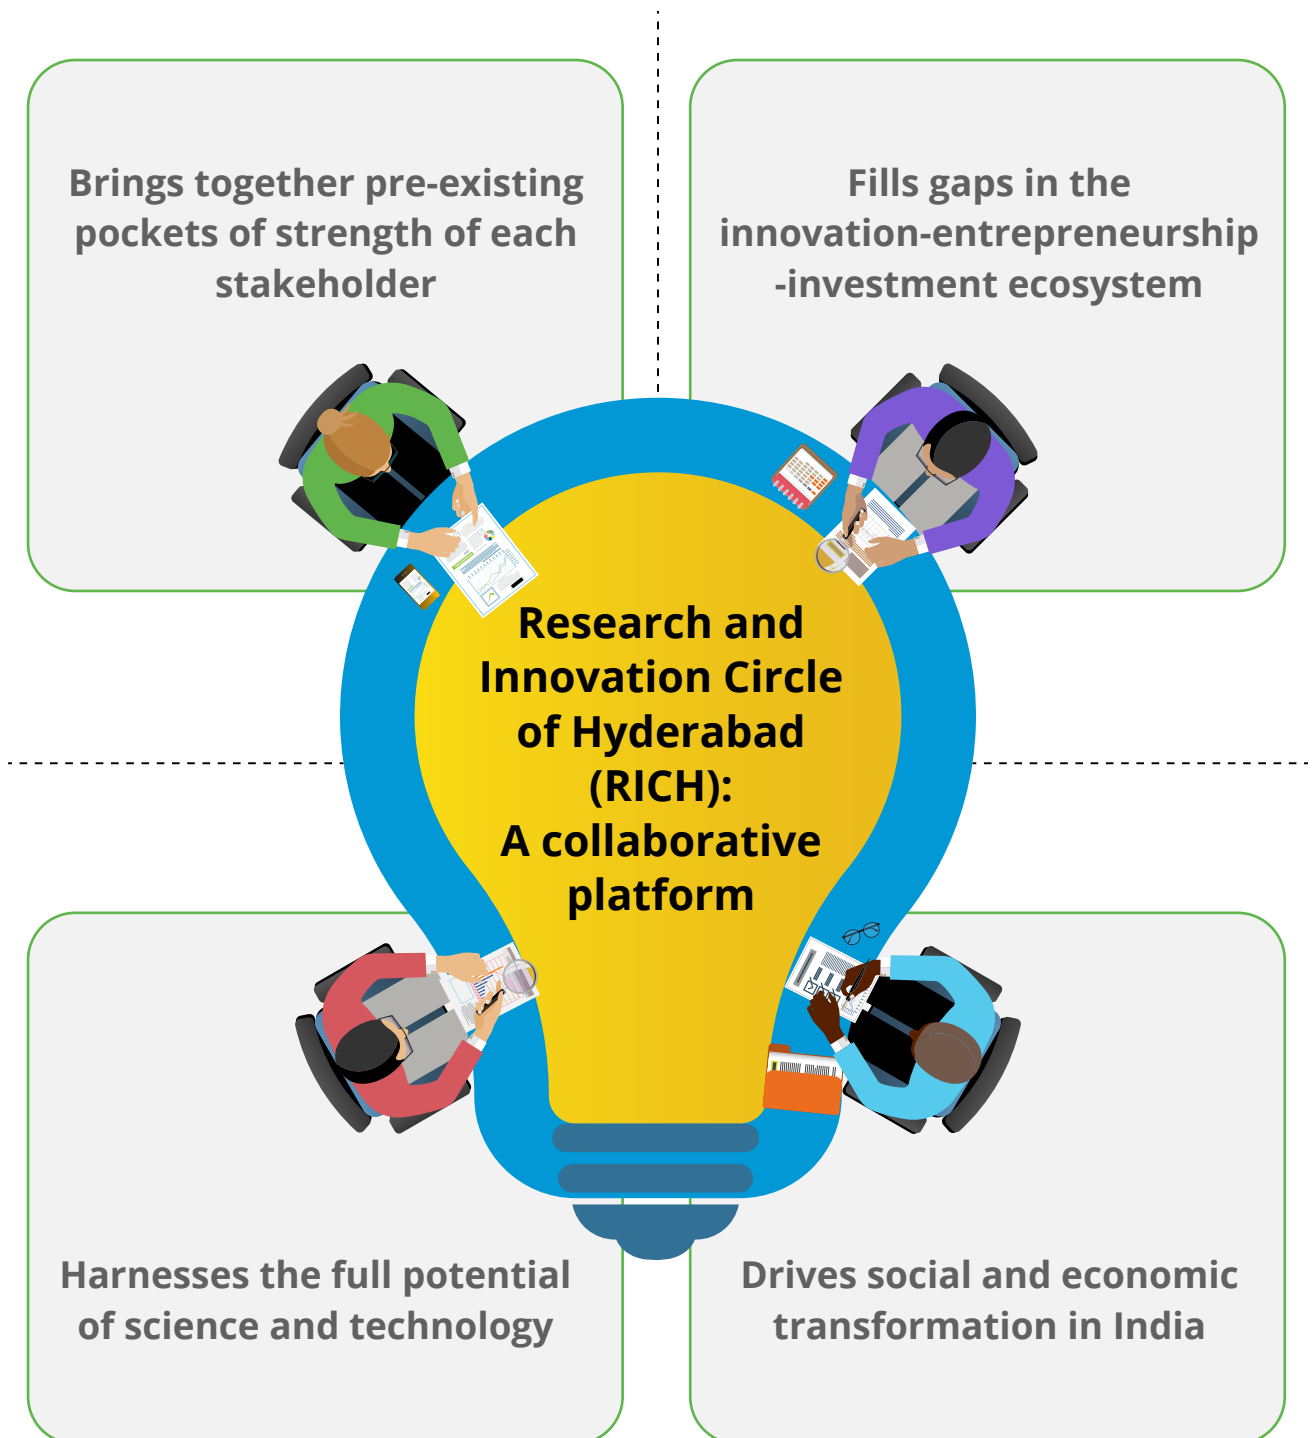 Brings together pre-existing
pockets of strength of each
stakeholder
Fills gaps in the
innovation-entrepreneurship
-investment ecosystem
Research and
Innovation Circle
of Hyderabad
(RICH):
A collaborative
platform
Harnesses the full potential
of science and technology
Drives social and economic
transformation in India